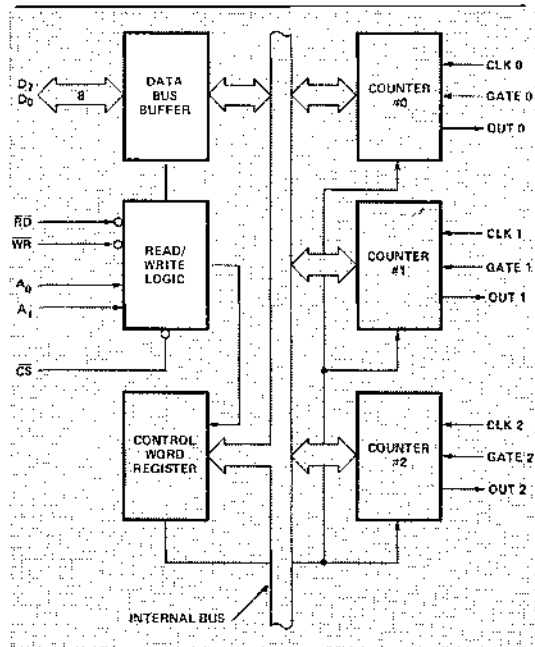 D7
D0
8
DATA
BUS
BUFFER
COUNTER
#0
CLK 0
GATE 0
OUT 0
RD
WR
A0
A1
CS
READ/
WRITE
LOGIC
COUNTER
#1
CLK 1
GATE 1
OUT 1
CONTROL
WORD
REGISTER
COUNTER
#2
CLK 2
GATE 2
OUT 2
INTERNAL BUS